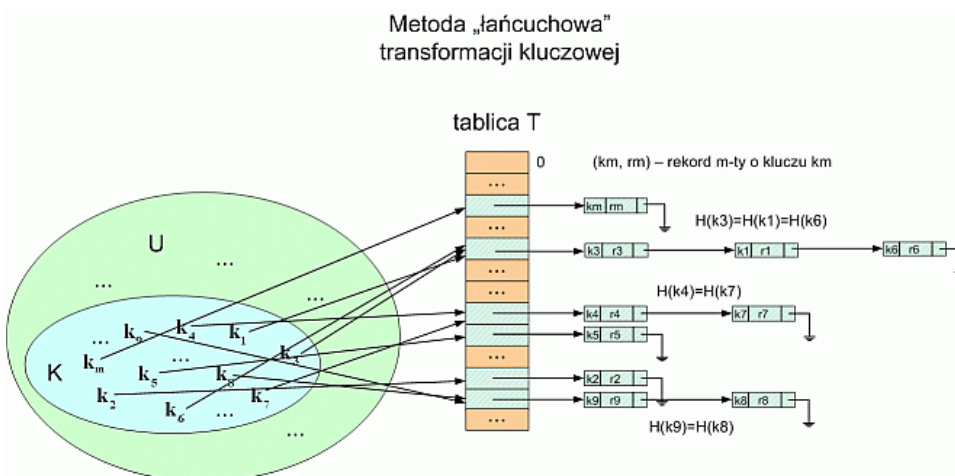 Metoda „łańcuchowa”
transformacji kluczowej
tablica T
0
(km, rm) – rekord m-ty o kluczu km
...
km rm
H(k3)=H(k1)=H(k6)
...
k3 r3 k1 r1 k6 r6
...
...
H(k4)=H(k7)
k4 r4 k7 r7
k5 r5
...
k2 r2
k9 r9 k8 r8
...
H(k9)=H(k8)
U
...
...
...
k9 k4 k1
...
km ... k3
K
k5 k8
k2 k7
k6 ...
...